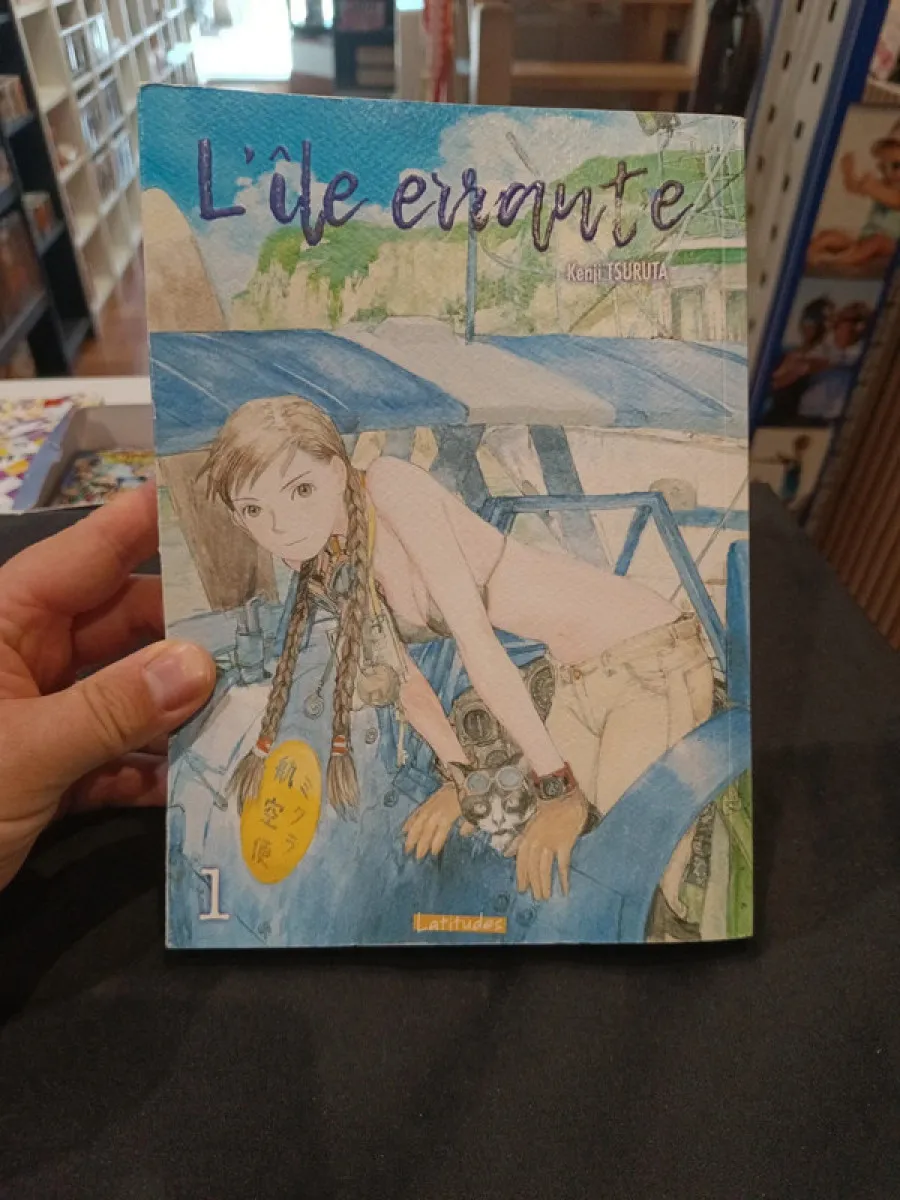 L'île errante
Kenji TSURUTA
ミクラ
航空便
1
Latitudes